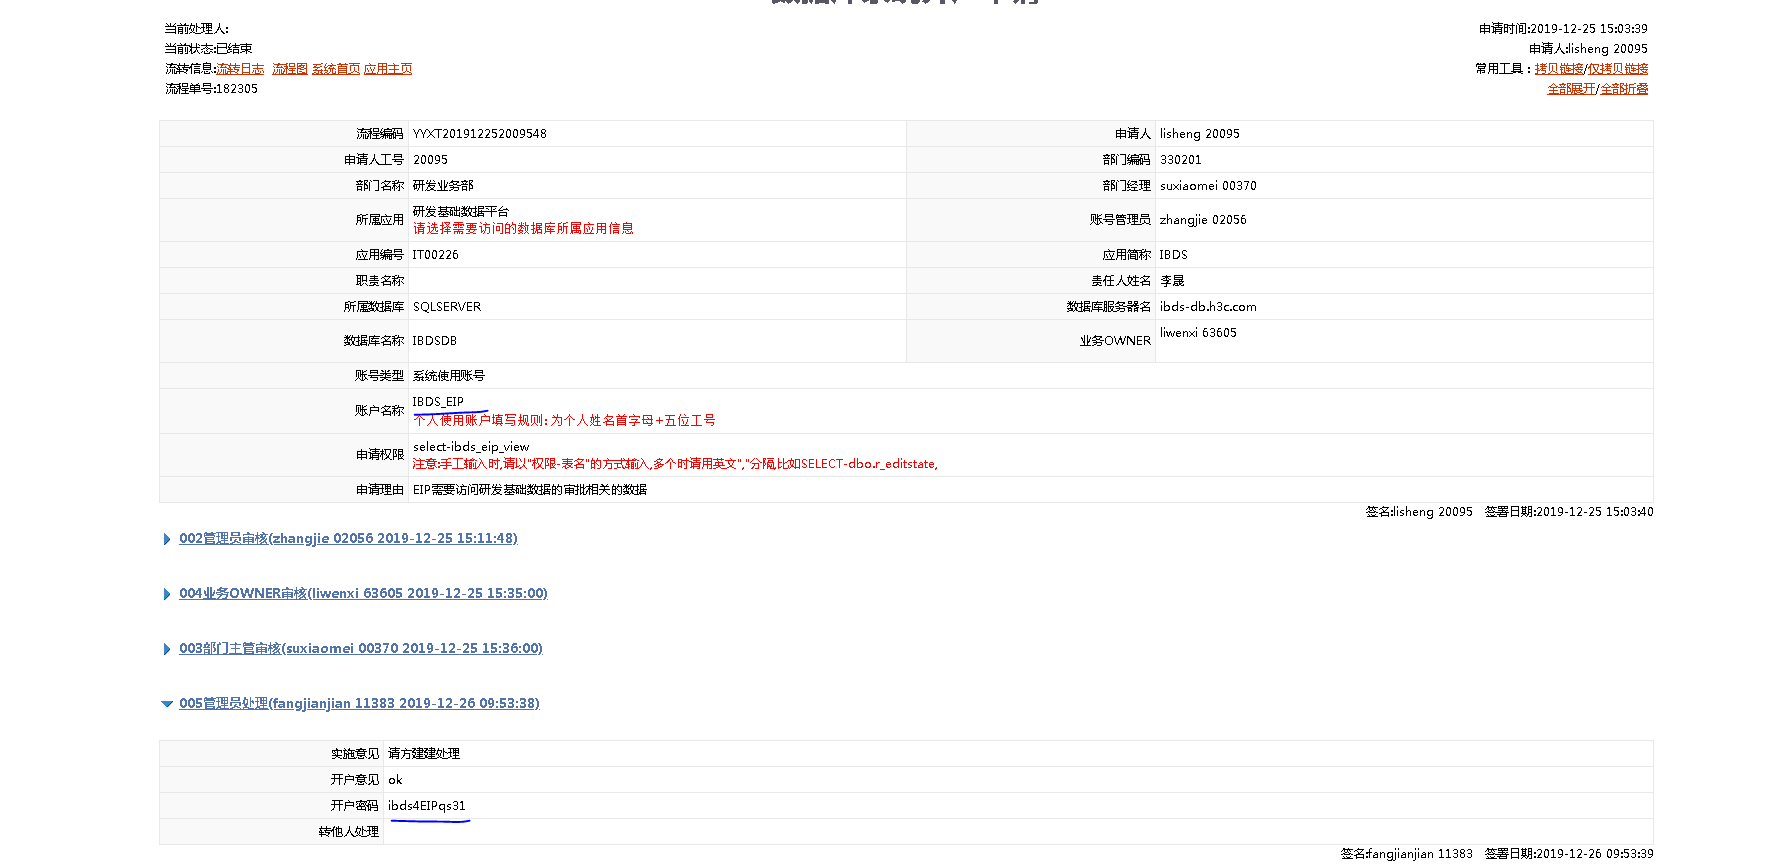 当前处理人:
申请时间:2019-12-25 15:03:39
当前状态:已结束
申请人:lisheng 20095
流转信息:流转日志 流程图 系统首页 应用主页
常用工具：拷贝链接/仅拷贝链接
流程单号:182305
全部展开/全部折叠
流程编码 YYXT201912252009548 申请人 lisheng 20095
申请人工号 20095 部门编码 330201
部门名称 研发业务部 部门经理 suxiaomei 00370
所属应用 研发基础数据平台
请选择需要访问的数据库所属应用信息
账号管理员 zhangjie 02056
应用编号 IT00226 应用简称 IBDS
职责名称 责任人姓名 李晟
所属数据库 SQLSERVER 数据库服务器名 ibds-db.h3c.com
数据库名称 IBDSDB 业务OWNER liwenxi 63605
账号类型 系统使用账号
账户名称 IBDS_EIP
个人使用账户填写规则:为个人姓名首字母+五位工号
申请权限 select-ibds_eip_view
注意:手工输入时,请以"权限-表名"的方式输入,多个时请用英文","分隔,比如SELECT-dbo.r_editstate,
申请理由 EIP需要访问研发基础数据的审批相关的数据
签名:lisheng 20095 签署日期:2019-12-25 15:03:40
002管理员审核(zhangjie 02056 2019-12-25 15:11:48)
004业务OWNER审核(liwenxi 63605 2019-12-25 15:35:00)
003部门主管审核(suxiaomei 00370 2019-12-25 15:36:00)
005管理员处理(fangjianjian 11383 2019-12-26 09:53:38)
实施意见 请方建建处理
开户意见 ok
开户密码 ibds4EIPqs31
转他人处理
签名:fangjianjian 11383 签署日期:2019-12-26 09:53:39